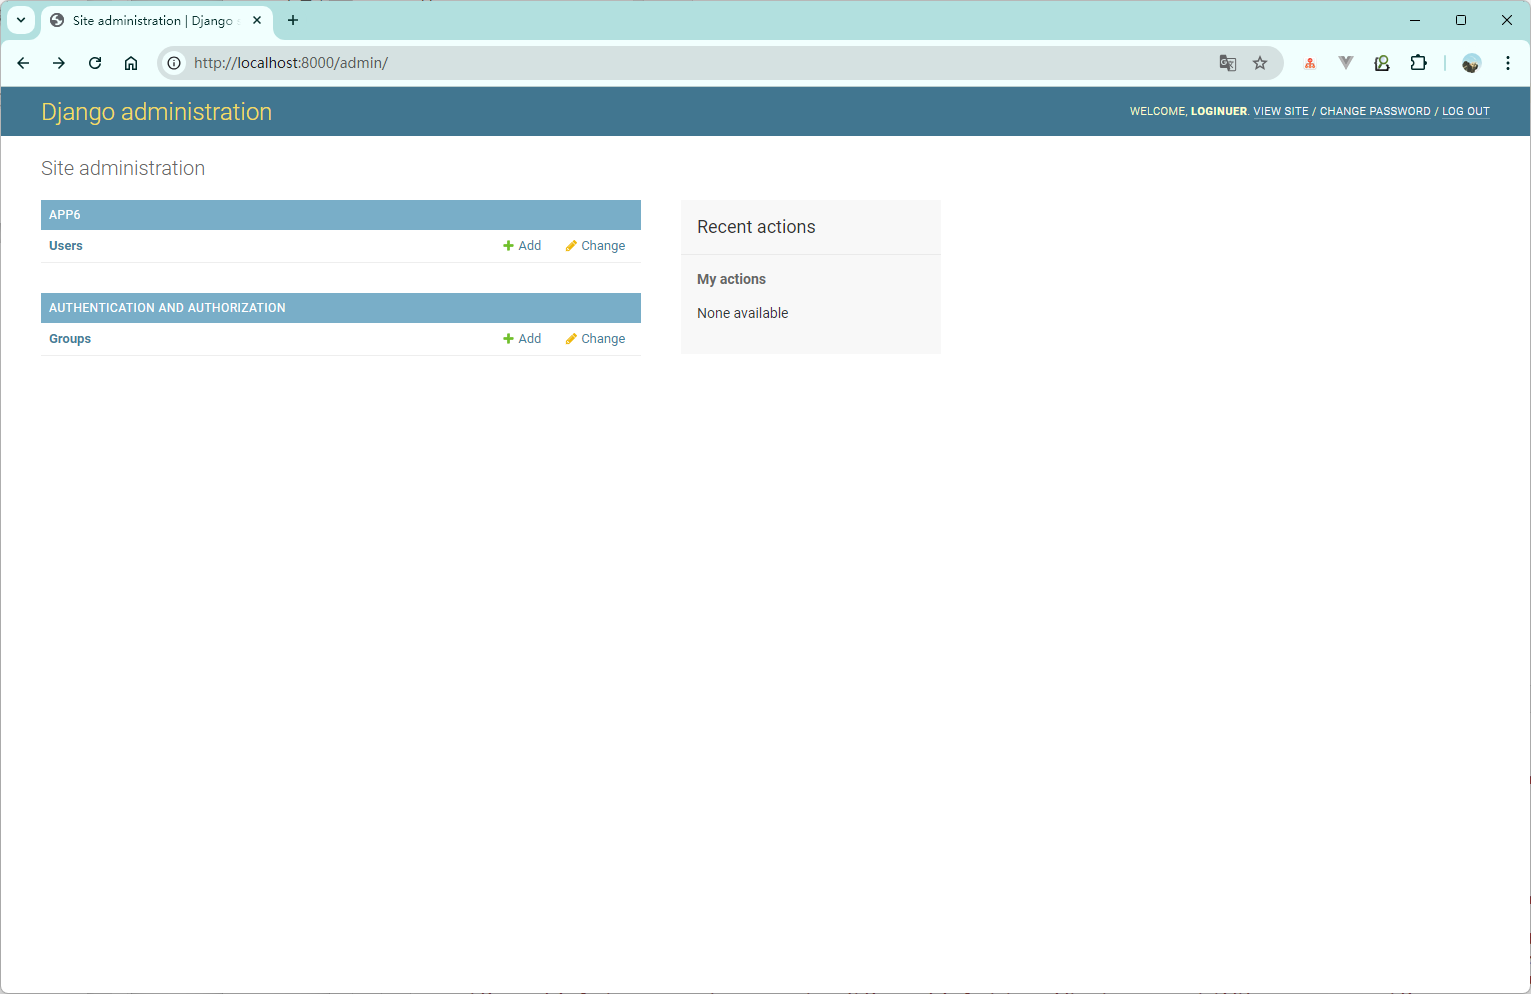 Site administration | Django
http://localhost:8000/admin/
Django administration
WELCOME, LOGINUER. VIEW SITE / CHANGE PASSWORD / LOG OUT
Site administration
APP6
Users Add Change
AUTHENTICATION AND AUTHORIZATION
Groups Add Change
Recent actions
My actions
None available